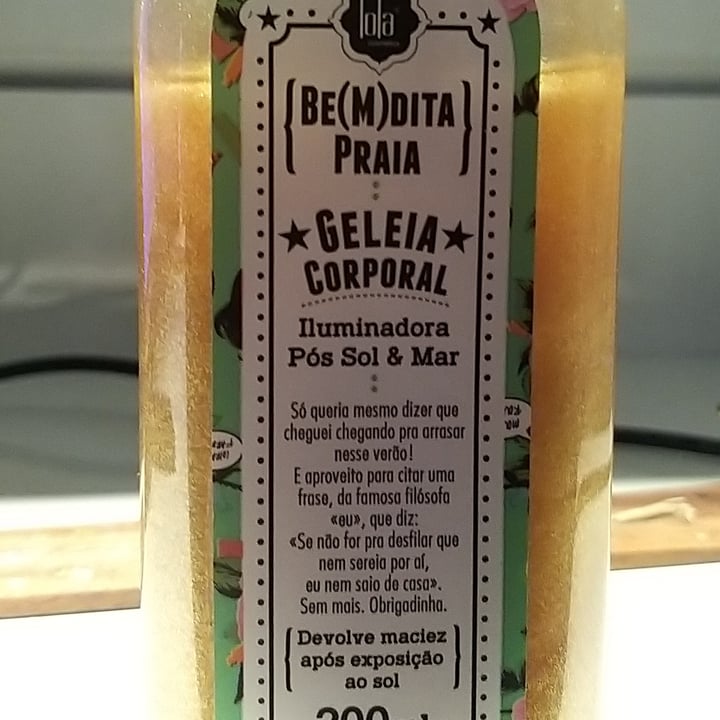 lola
COSMETICS
{BE(M)DITA
PRAIA}
★GELEIA★
CORPORAL
Iluminadora
Pós Sol & Mar
Só queria mesmo dizer que
cheguei chegando pra arrasar
nesse verão!
E aproveito para citar uma
frase, da famosa filósofa
«eu», que diz:
«Se não for pra desfilar que
nem sereia por aí,
eu nem saio de casa».
Sem mais. Obrigadinha.
{Devolve maciez
após exposição
ao sol}